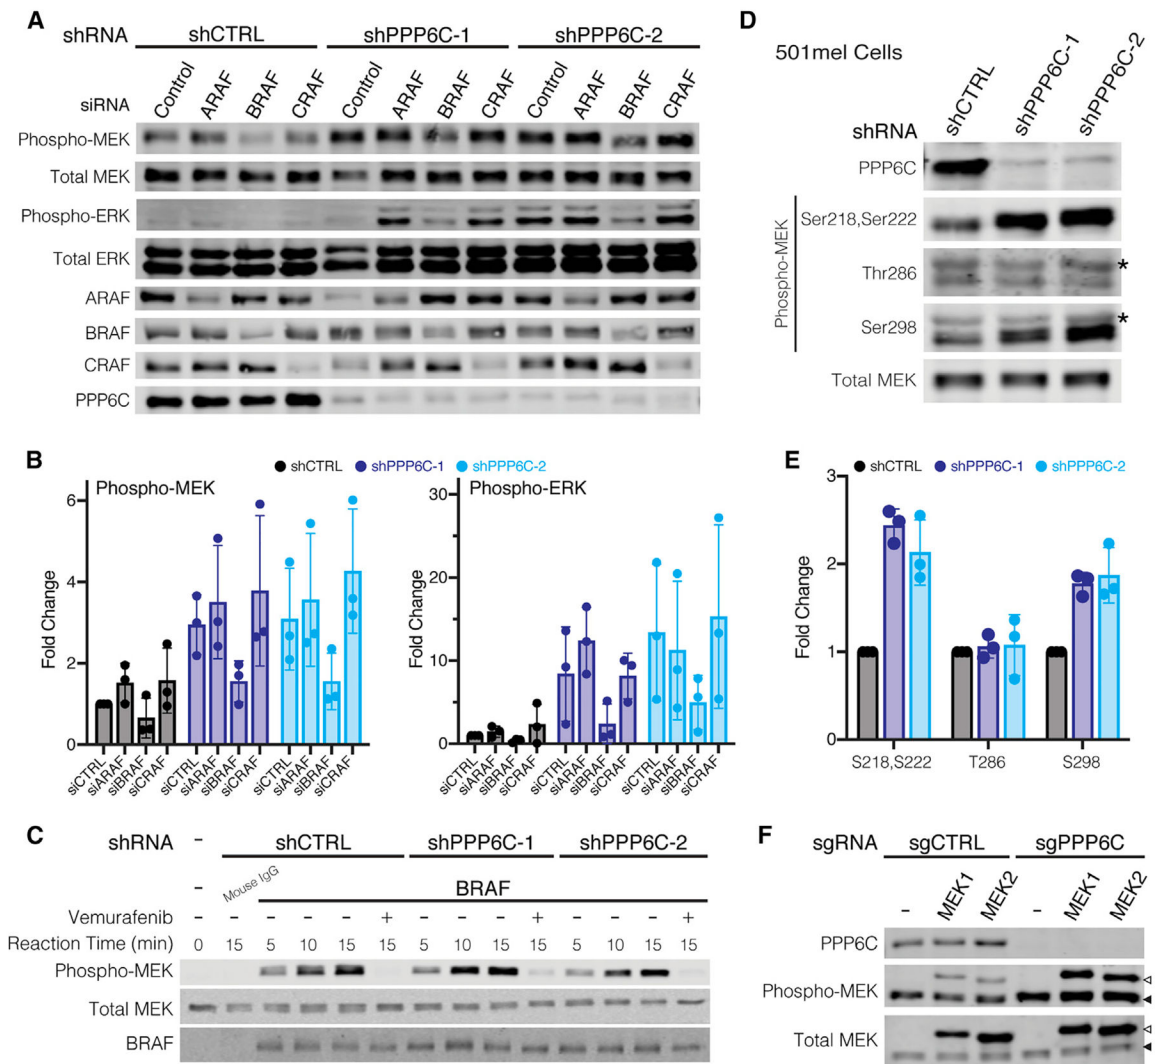 A
shRNA shCTRL shPPP6C-1 shPPP6C-2
siRNA Control ARAF BRAF CRAF Control ARAF BRAF CRAF Control ARAF BRAF CRAF
Phospho-MEK
Total MEK
Phospho-ERK
Total ERK
ARAF
BRAF
CRAF
PPP6C
D
501mel Cells
shRNA shCTRL shPPP6C-1 shPPP6C-2
PPP6C
Phospho-MEK
Ser218,Ser222
Thr286 *
Ser298 *
Total MEK
B
shCTRL shPPP6C-1 shPPP6C-2
Phospho-MEK
Fold Change
6
4
2
0
siCTRL siARAF siBRAF siCRAF siCTRL siARAF siBRAF siCRAF siCTRL siARAF siBRAF siCRAF
Phospho-ERK
Fold Change
30
20
10
0
siCTRL siARAF siBRAF siCRAF siCTRL siARAF siBRAF siCRAF siCTRL siARAF siBRAF siCRAF
E
shCTRL shPPP6C-1 shPPP6C-2
Fold Change
3
2
1
0
S218,S222 T286 S298
C
shRNA - shCTRL shPPP6C-1 shPPP6C-2
- Mouse IgG BRAF
Vemurafenib - - - - - + - - - + - - - +
Reaction Time (min) 0 15 5 10 15 15 5 10 15 15 5 10 15 15
Phospho-MEK
Total MEK
BRAF
F
sgRNA sgCTRL sgPPP6C
- MEK1 MEK2 - MEK1 MEK2
PPP6C
Phospho-MEK
Total MEK